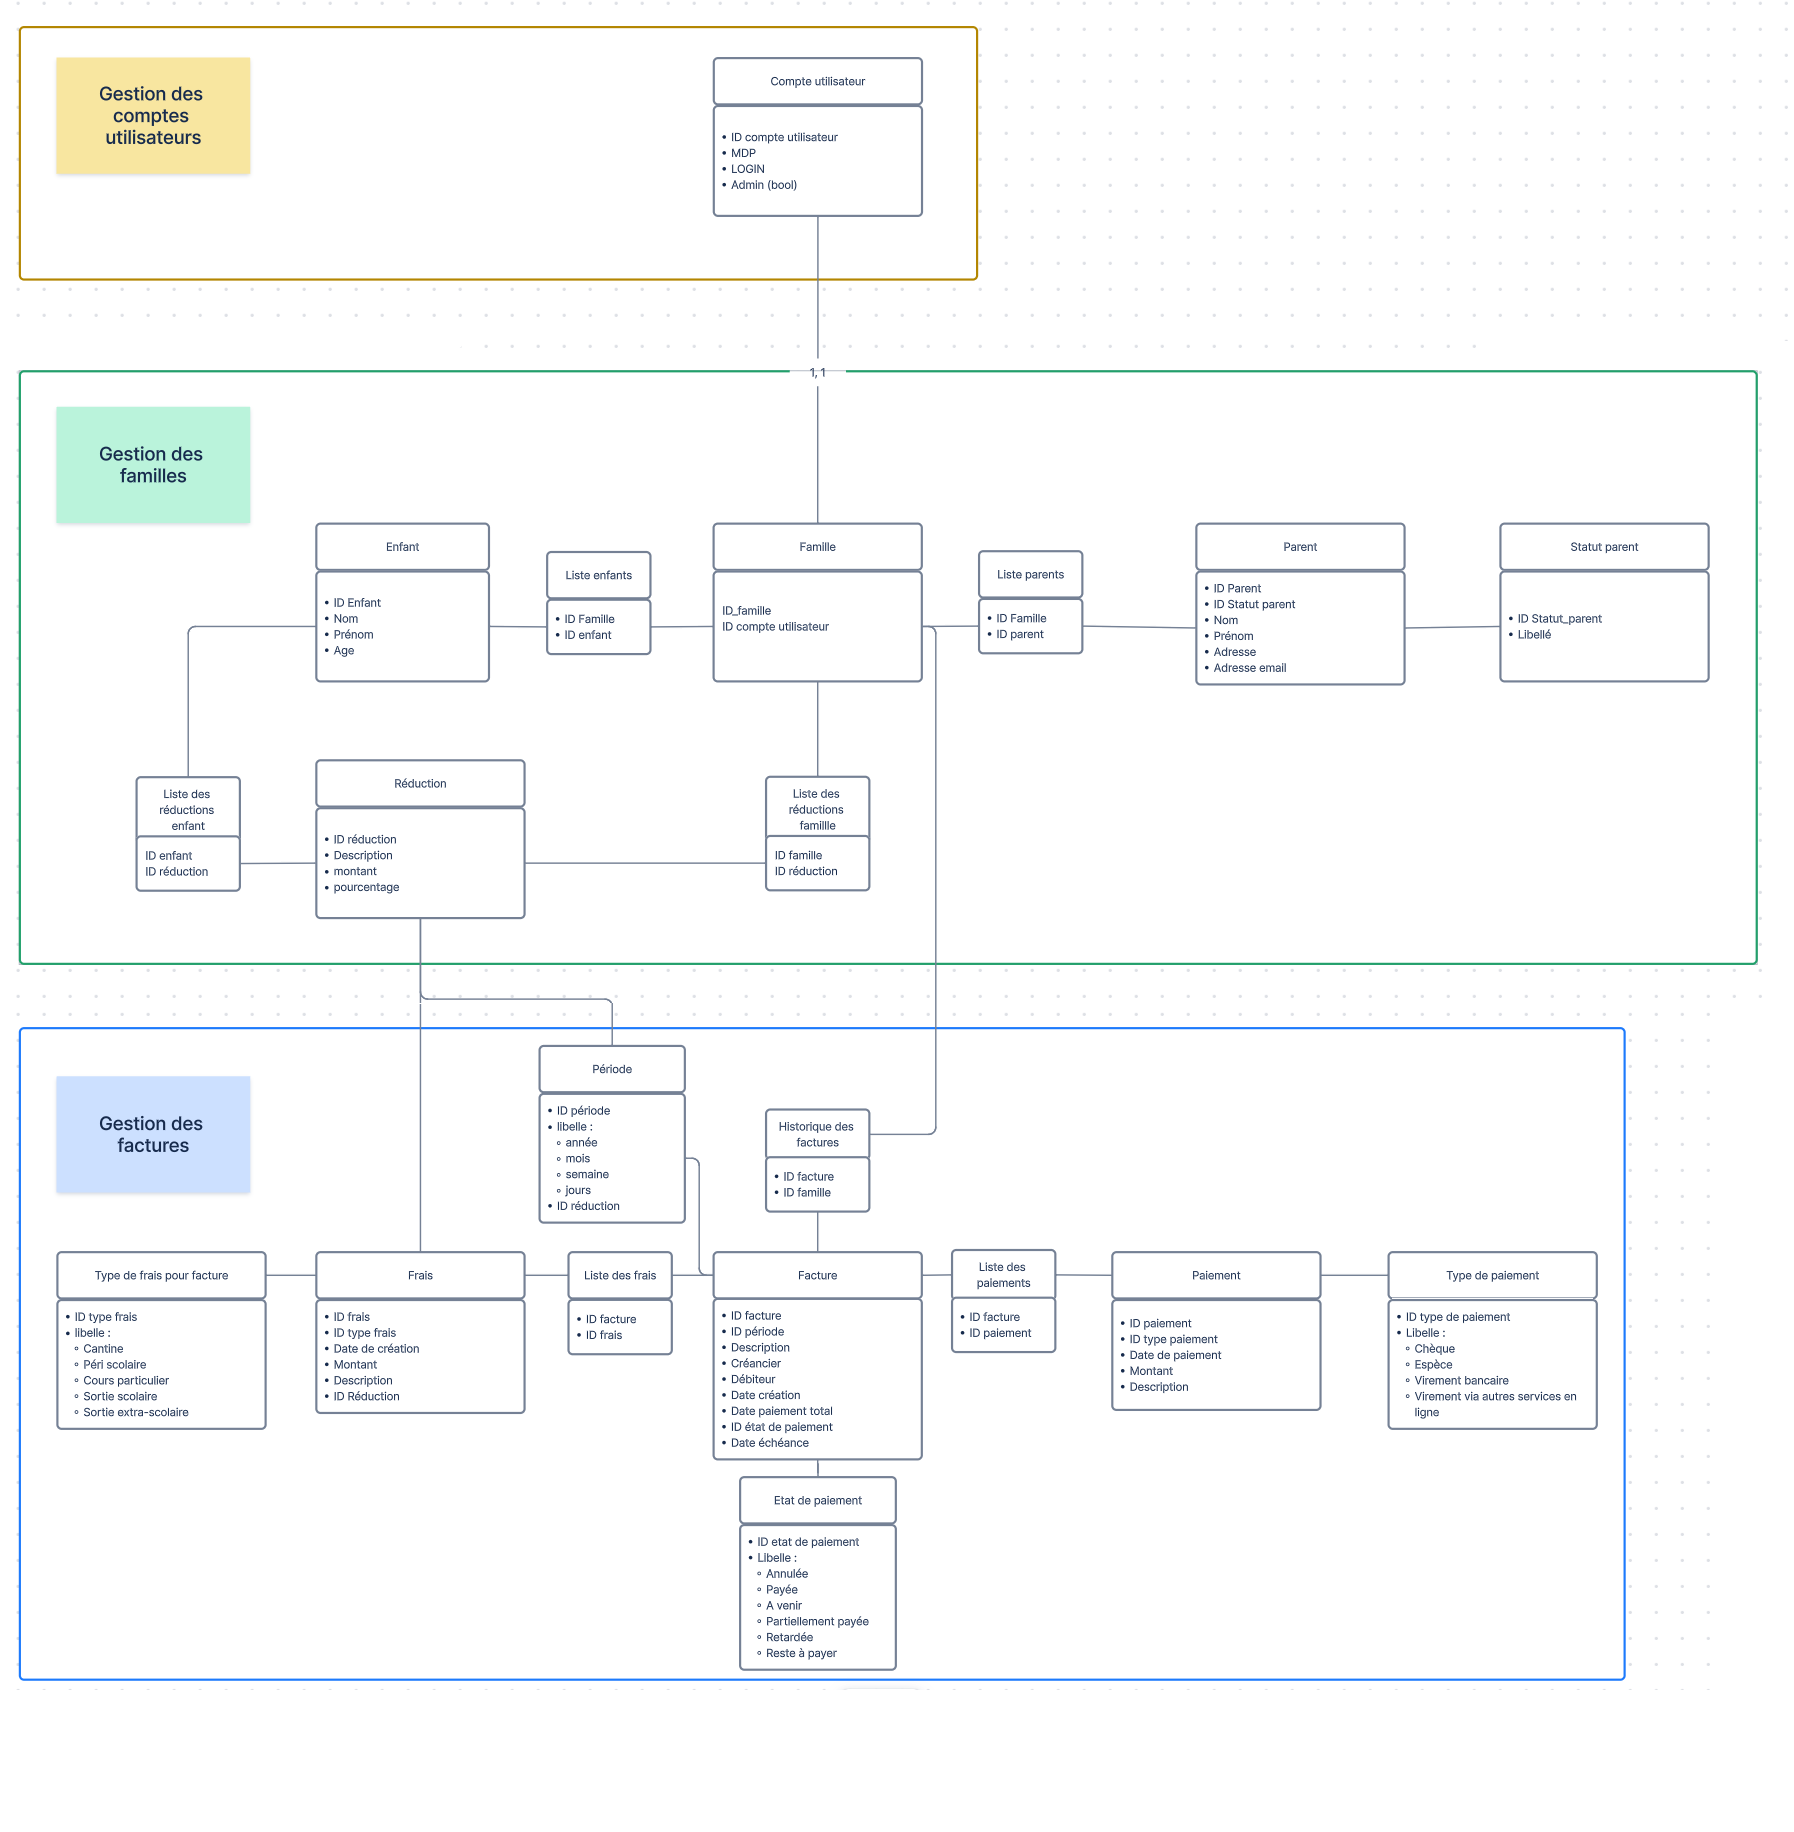 Gestion des
comptes
utilisateurs
Compte utilisateur
• ID compte utilisateur
• MDP
• LOGIN
• Admin (bool)
1, 1
Gestion des
familles
Enfant
• ID Enfant
• Nom
• Prénom
• Age
Liste enfants
• ID Famille
• ID enfant
Famille
ID_famille
ID compte utilisateur
Liste parents
• ID Famille
• ID parent
Parent
• ID Parent
• ID Statut parent
• Nom
• Prénom
• Adresse
• Adresse email
Statut parent
• ID Statut_parent
• Libellé
Liste des
réductions
enfant
ID enfant
ID réduction
Réduction
• ID réduction
• Description
• montant
• pourcentage
Liste des
réductions
famillle
ID famille
ID réduction
Gestion des
factures
Période
• ID période
• libelle :
◦ année
◦ mois
◦ semaine
◦ jours
• ID réduction
Historique des
factures
• ID facture
• ID famille
Type de frais pour facture
• ID type frais
• libelle :
◦ Cantine
◦ Péri scolaire
◦ Cours particulier
◦ Sortie scolaire
◦ Sortie extra-scolaire
Frais
• ID frais
• ID type frais
• Date de création
• Montant
• Description
• ID Réduction
Liste des frais
• ID facture
• ID frais
Facture
• ID facture
• ID période
• Description
• Créancier
• Débiteur
• Date création
• Date paiement total
• ID état de paiement
• Date échéance
Liste des
paiements
• ID facture
• ID paiement
Paiement
• ID paiement
• ID type paiement
• Date de paiement
• Montant
• Description
Type de paiement
• ID type de paiement
• Libelle :
◦ Chèque
◦ Espèce
◦ Virement bancaire
◦ Virement via autres services en
ligne
Etat de paiement
• ID etat de paiement
• Libelle :
◦ Annulée
◦ Payée
◦ A venir
◦ Partiellement payée
◦ Retardée
◦ Reste à payer